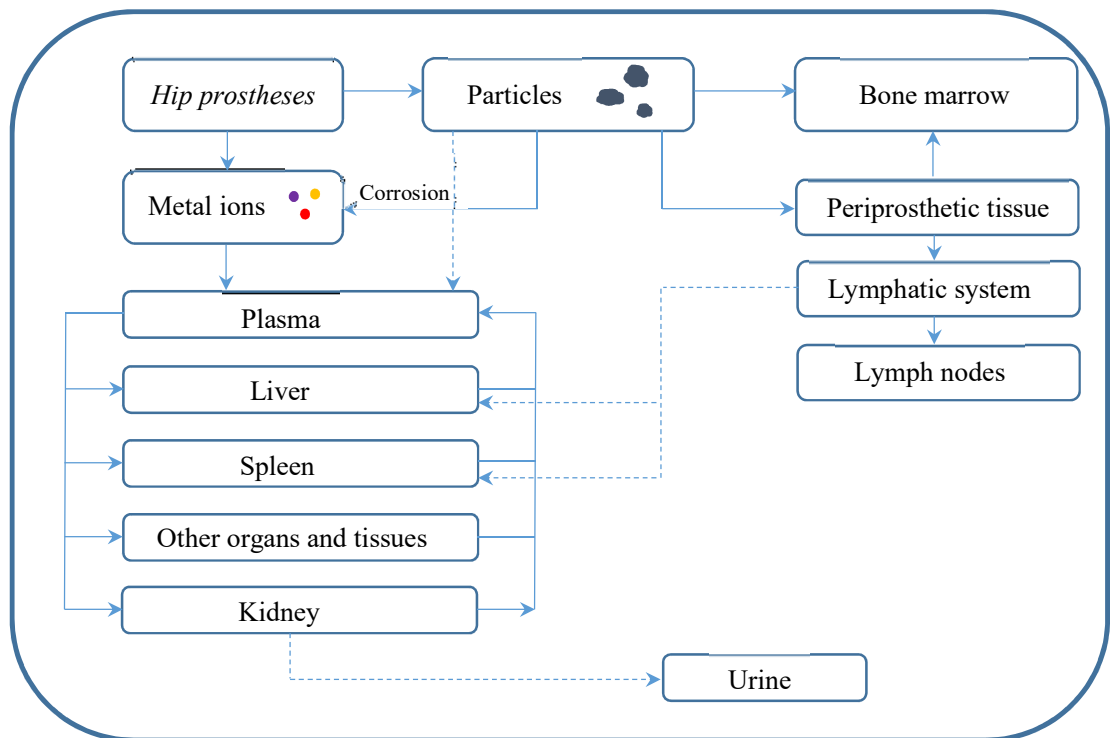 Hip prostheses
Particles
Bone marrow
Metal ions
Corrosion
Periprosthetic tissue
Lymphatic system
Plasma
Lymph nodes
Liver
Spleen
Other organs and tissues
Kidney
Urine